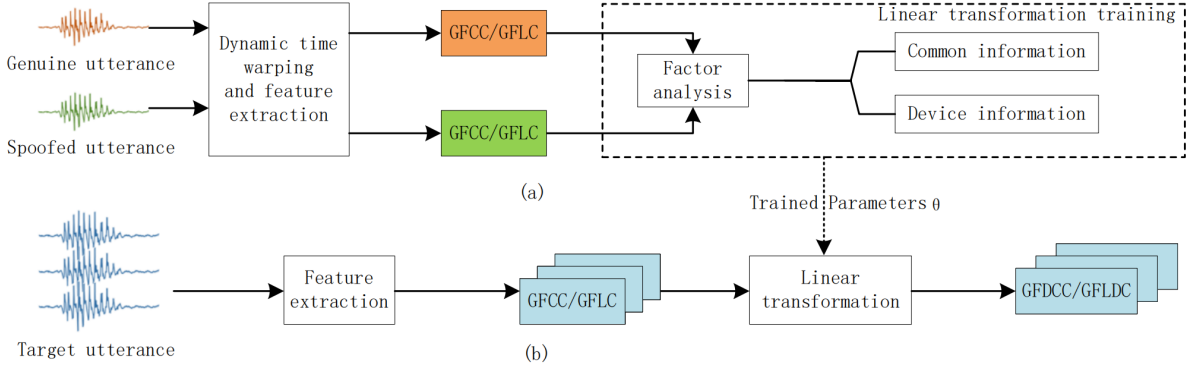 Genuine utterance
Spoofed utterance
Dynamic time
warping
and feature
extraction
GFCC/GFLC
GFCC/GFLC
Linear transformation training
Factor
analysis
Common information
Device information
(a)
Trained Parameters θ
Target utterance
Feature
extraction
GFCC/GFLC
Linear
transformation
GFDCC/GFLDC
(b)